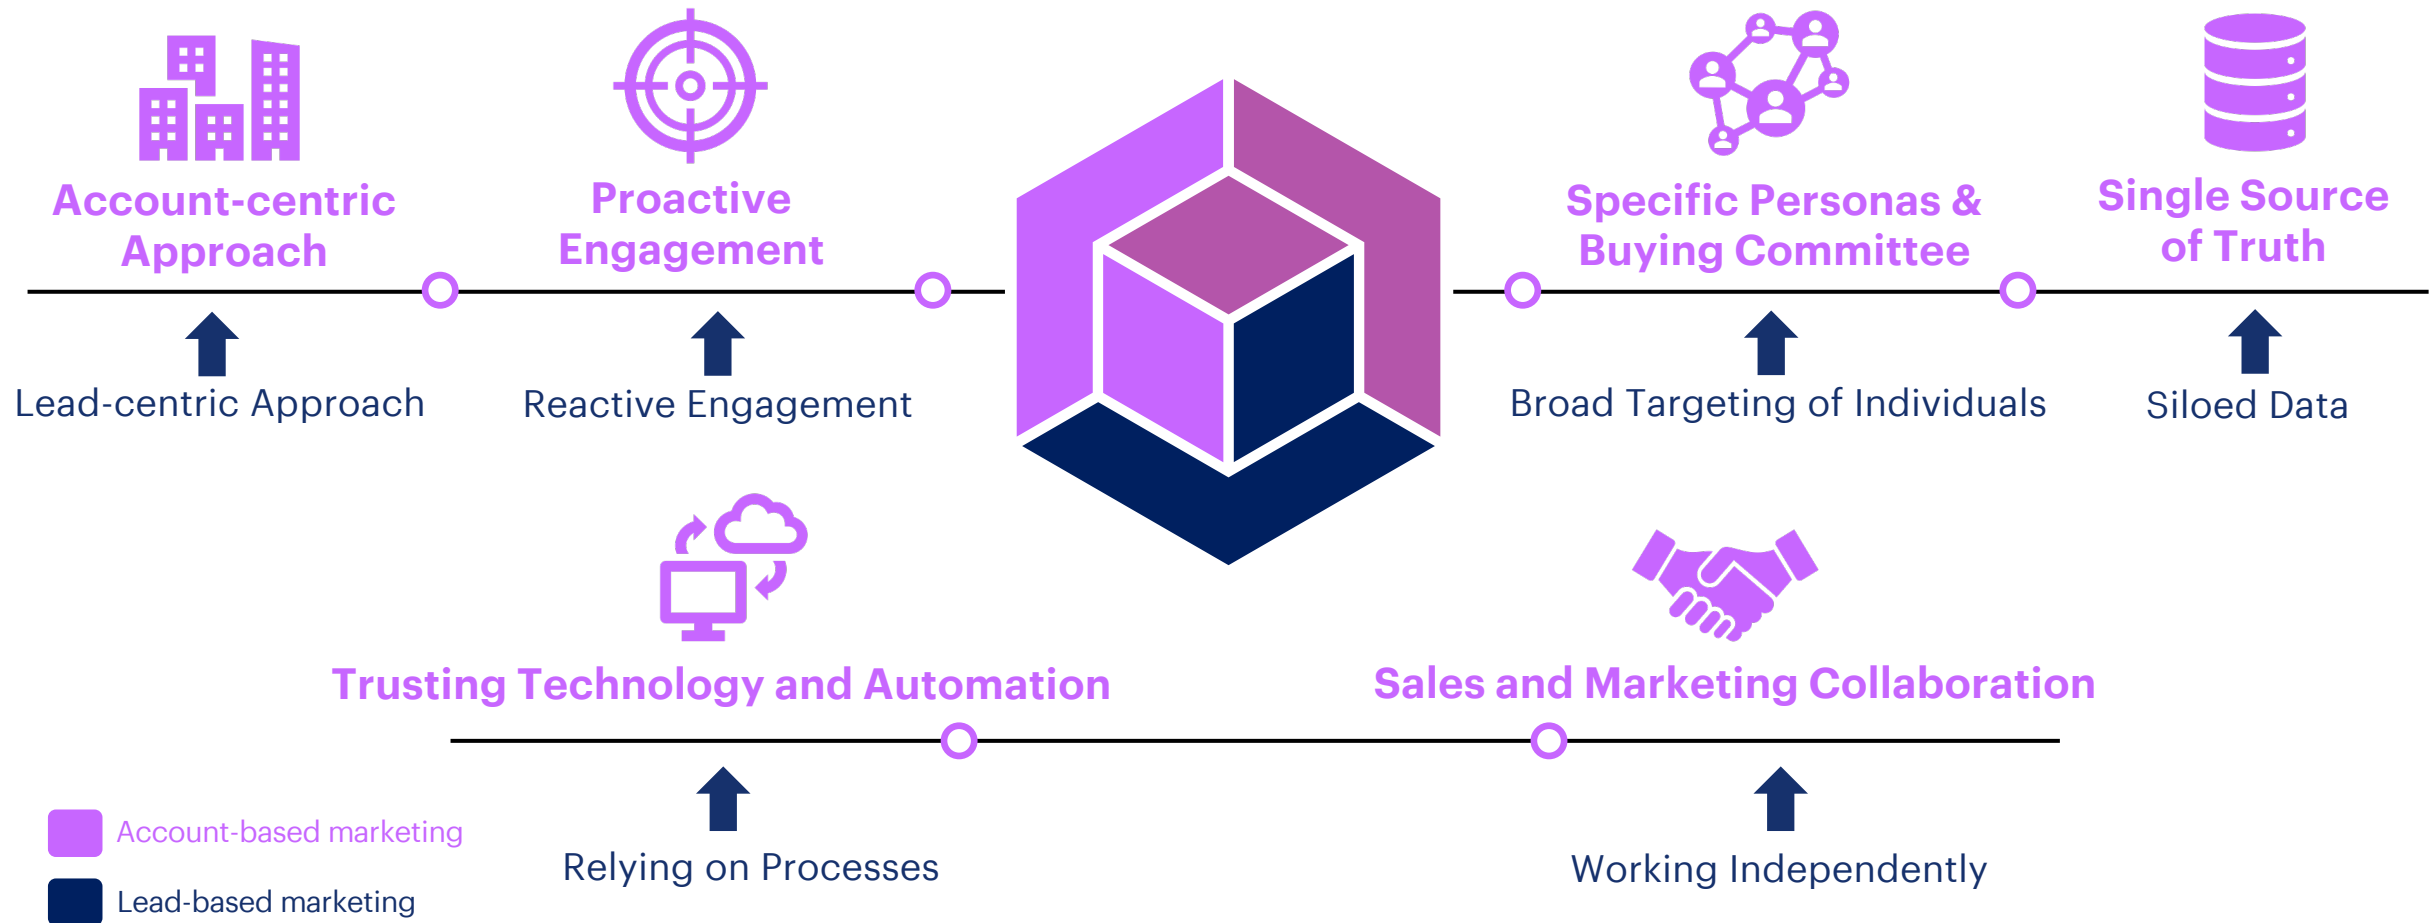 Account-centric
Approach
Lead-centric Approach
Proactive
Engagement
Reactive Engagement
Specific Personas &
Buying Committee
Broad Targeting of Individuals
Single Source
of Truth
Siloed Data
Trusting Technology and Automation
Relying on Processes
Sales and Marketing Collaboration
Working Independently
Account-based marketing
Lead-based marketing